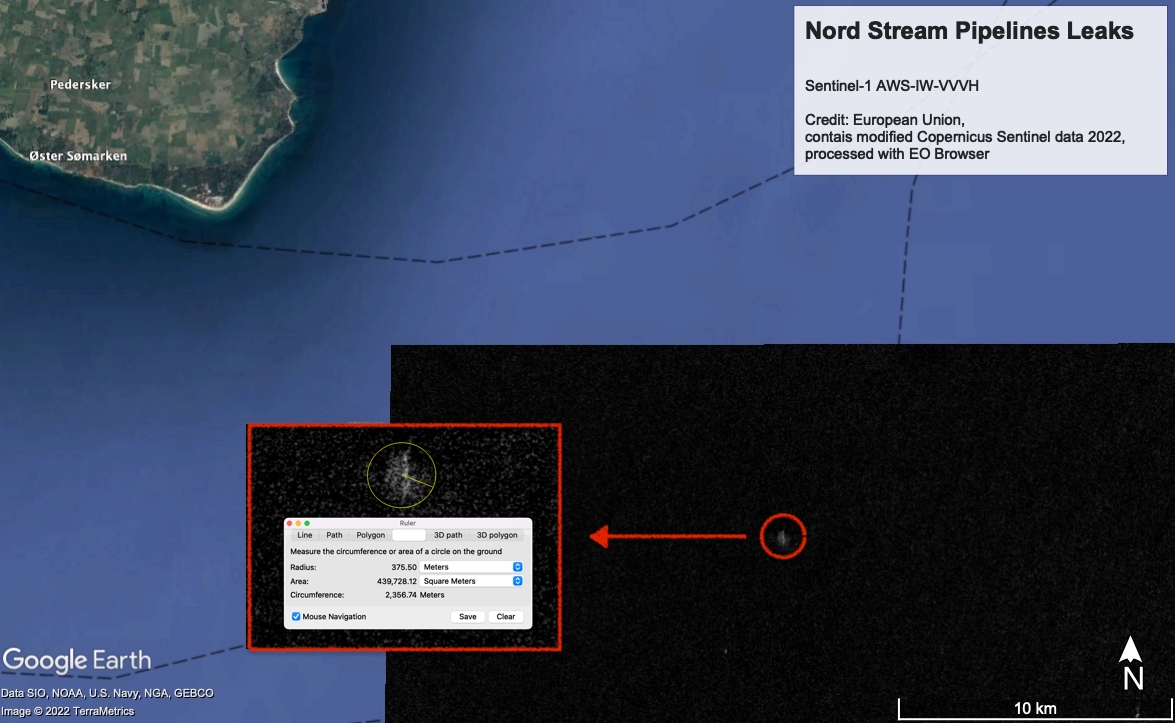 Nord Stream Pipelines Leaks
Sentinel-1 AWS-IW-VVVH
Credit: European Union,
contais modified Copernicus Sentinel data 2022,
processed with EO Browser
Pedersker
Øster Sømarken
Ruler
Line Path Polygon 3D path 3D polygon
Measure the circumference or area of a circle on the ground
Radius: 375.50 Meters
Area: 439,728.12 Square Meters
Circumference: 2,356.74 Meters
Mouse Navigation Save Clear
Google Earth
Data SIO, NOAA, U.S. Navy, NGA, GEBCO
Image © 2022 TerraMetrics
N
10 km